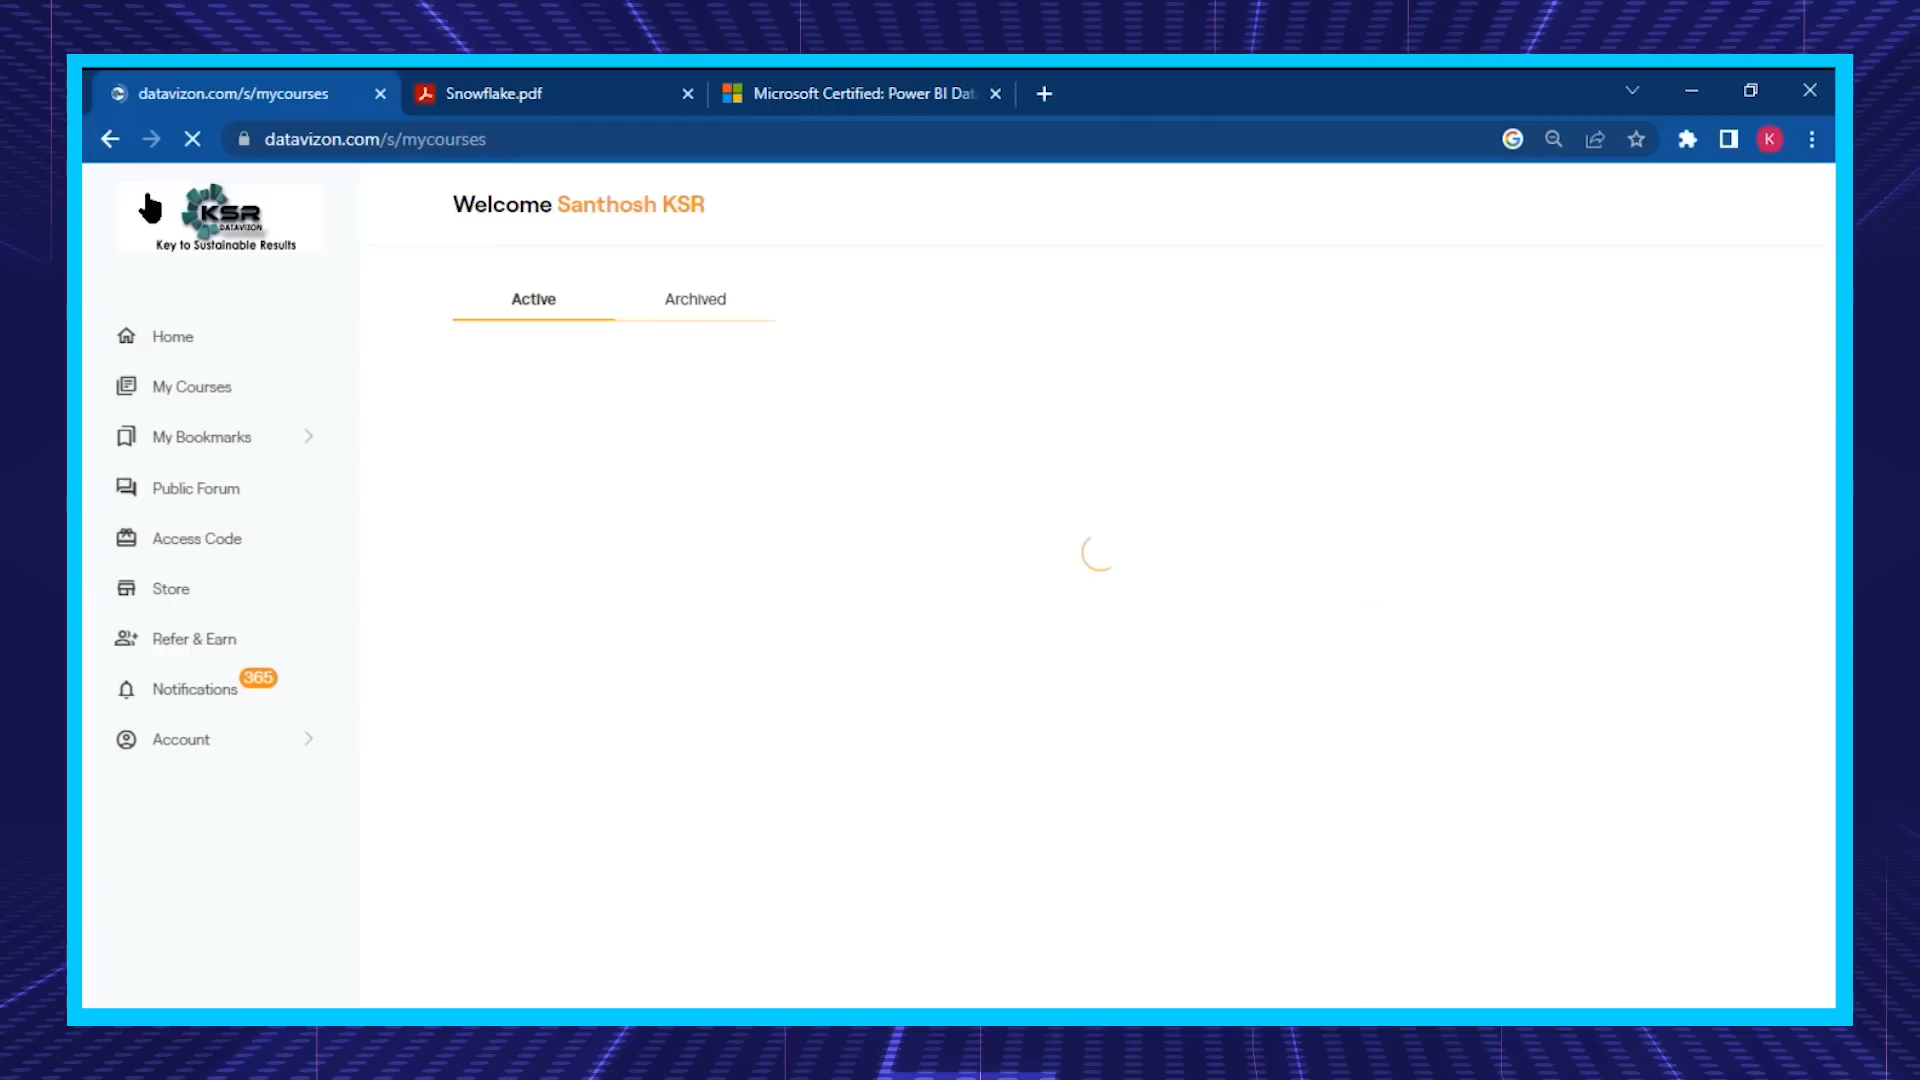 datavizon.com/s/mycourses
Snowflake.pdf
Microsoft Certified: Power BI Dat
datavizon.com/s/mycourses
K
KSR
DATAVIZON
Key to Sustainable Results
Welcome Santhosh KSR
Active
Archived
Home
My Courses
My Bookmarks
Public Forum
Access Code
Store
Refer & Earn
Notifications
365
Account